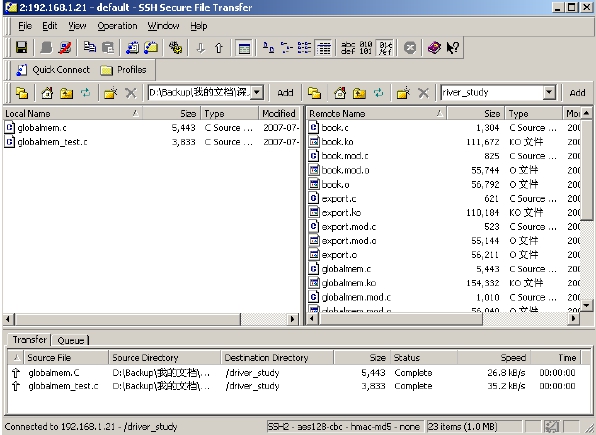 2:192.168.1.21 - default - SSH Secure File Transfer
File Edit View Operation Window Help
abc def 010 101
Quick Connect Profiles
D:\Backup\我的文档\深 Add river_study Add
Local Name / Size Type Modified
globalmem.c 5,443 C Source ... 2007-07-
globalmem_test.c 3,833 C Source ... 2007-07-
Remote Name / Size Type Mo
book.c 1,304 C Source ... 200
book.ko 111,672 KO 文件 200
book.mod.c 825 C Source ... 200
book.mod.o 55,744 O 文件 200
book.o 56,792 O 文件 200
export.c 621 C Source ... 200
export.ko 110,184 KO 文件 200
export.mod.c 523 C Source ... 200
export.mod.o 55,144 O 文件 200
export.o 56,211 O 文件 200
globalmem.c 5,443 C Source ... 200
globalmem.ko 154,332 KO 文件 200
globalmem.mod.c 1,010 C Source ... 200
globalmem.mod.o 56,040 O 文件 200
Transfer Queue
/ Source File Source Directory Destination Directory Size Status Speed Time
globalmem.C D:\Backup\我的文档\... /driver_study 5,443 Complete 26.8 kB/s 00:00:00
globalmem_test.c D:\Backup\我的文档\... /driver_study 3,833 Complete 35.2 kB/s 00:00:00
Connected to 192.168.1.21 - /driver_study SSH2 - aes128-cbc - hmac-md5 - none 23 items (1.0 MB)